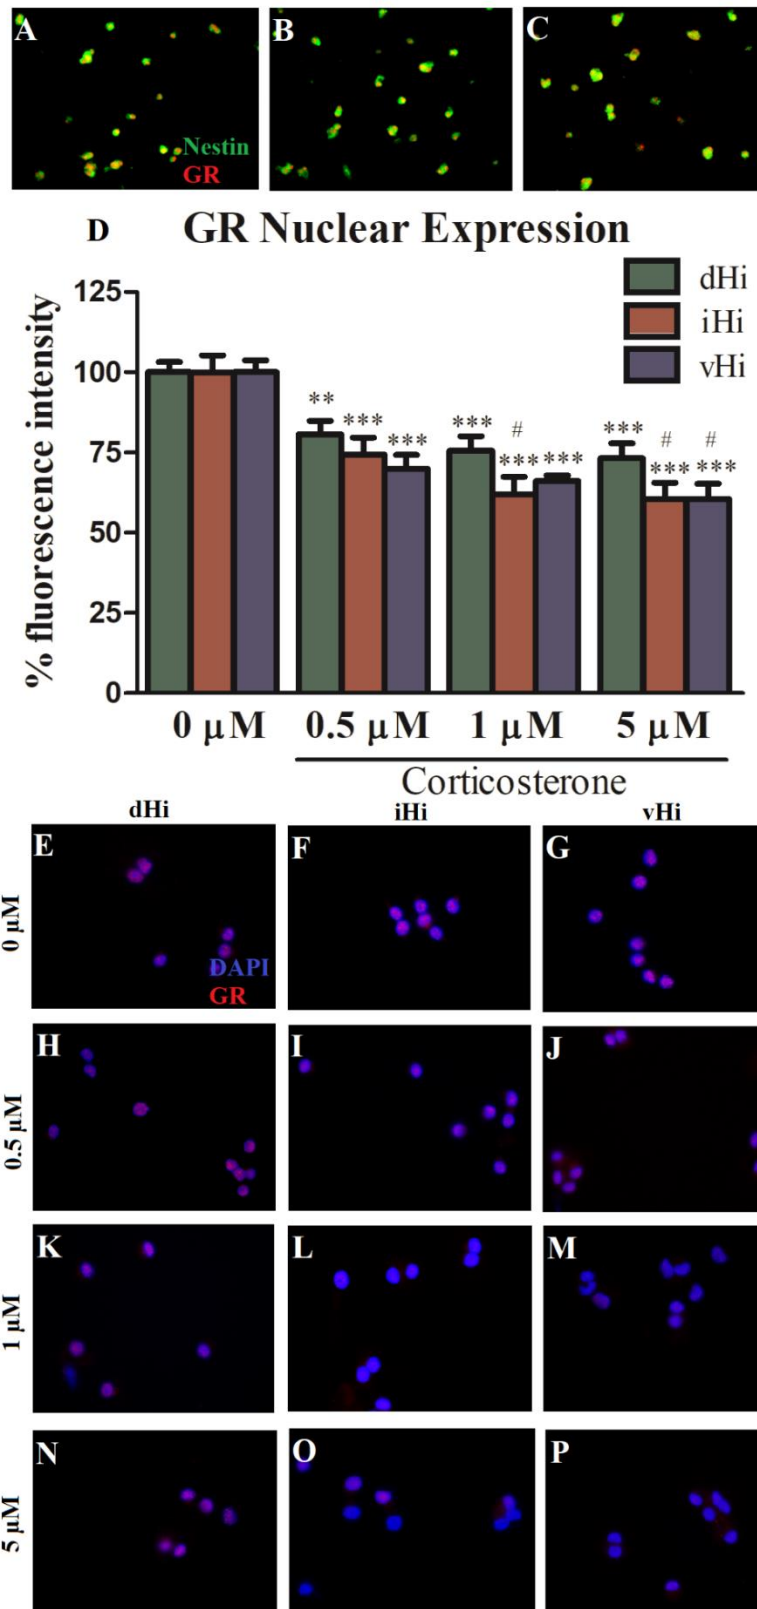 A
B
C
Nestin
GR
D
GR Nuclear Expression
% fluorescence intensity
125
100
75
50
25
0
dHi
iHi
vHi
**
***
***
***
#
***
***
***
#
***
#
***
0 μM
0.5 μM
1 μM
5 μM
Corticosterone
dHi
iHi
vHi
0 μM
E
F
G
DAPI
GR
0.5 μM
H
I
J
1 μM
K
L
M
5 μM
N
O
P